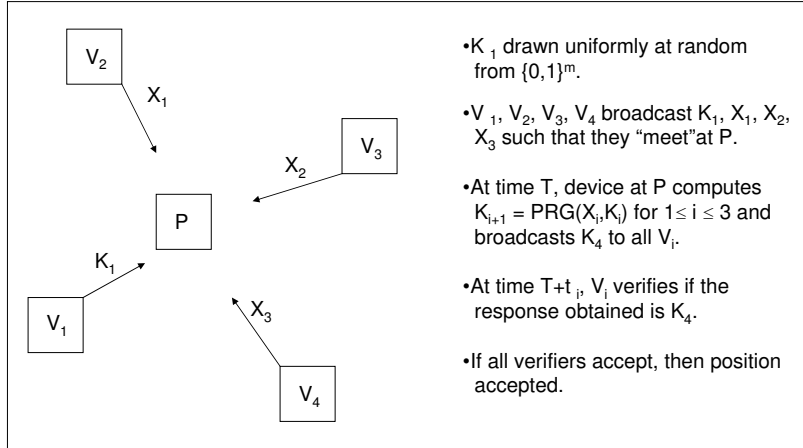 V₂
X₁
V₃
X₂
P
K₁
V₁
X₃
V₄
•K ₁ drawn uniformly at random
from {0,1}ᵐ.
•V ₁, V₂, V₃, V₄ broadcast K₁, X₁, X₂,
X₃ such that they “meet”at P.
•At time T, device at P computes
Kᵢ₊₁ = PRG(Xᵢ,Kᵢ) for 1≤ i ≤ 3 and
broadcasts K₄ to all Vᵢ.
•At time T+t ᵢ, Vᵢ verifies if the
response obtained is K₄.
•If all verifiers accept, then position
accepted.